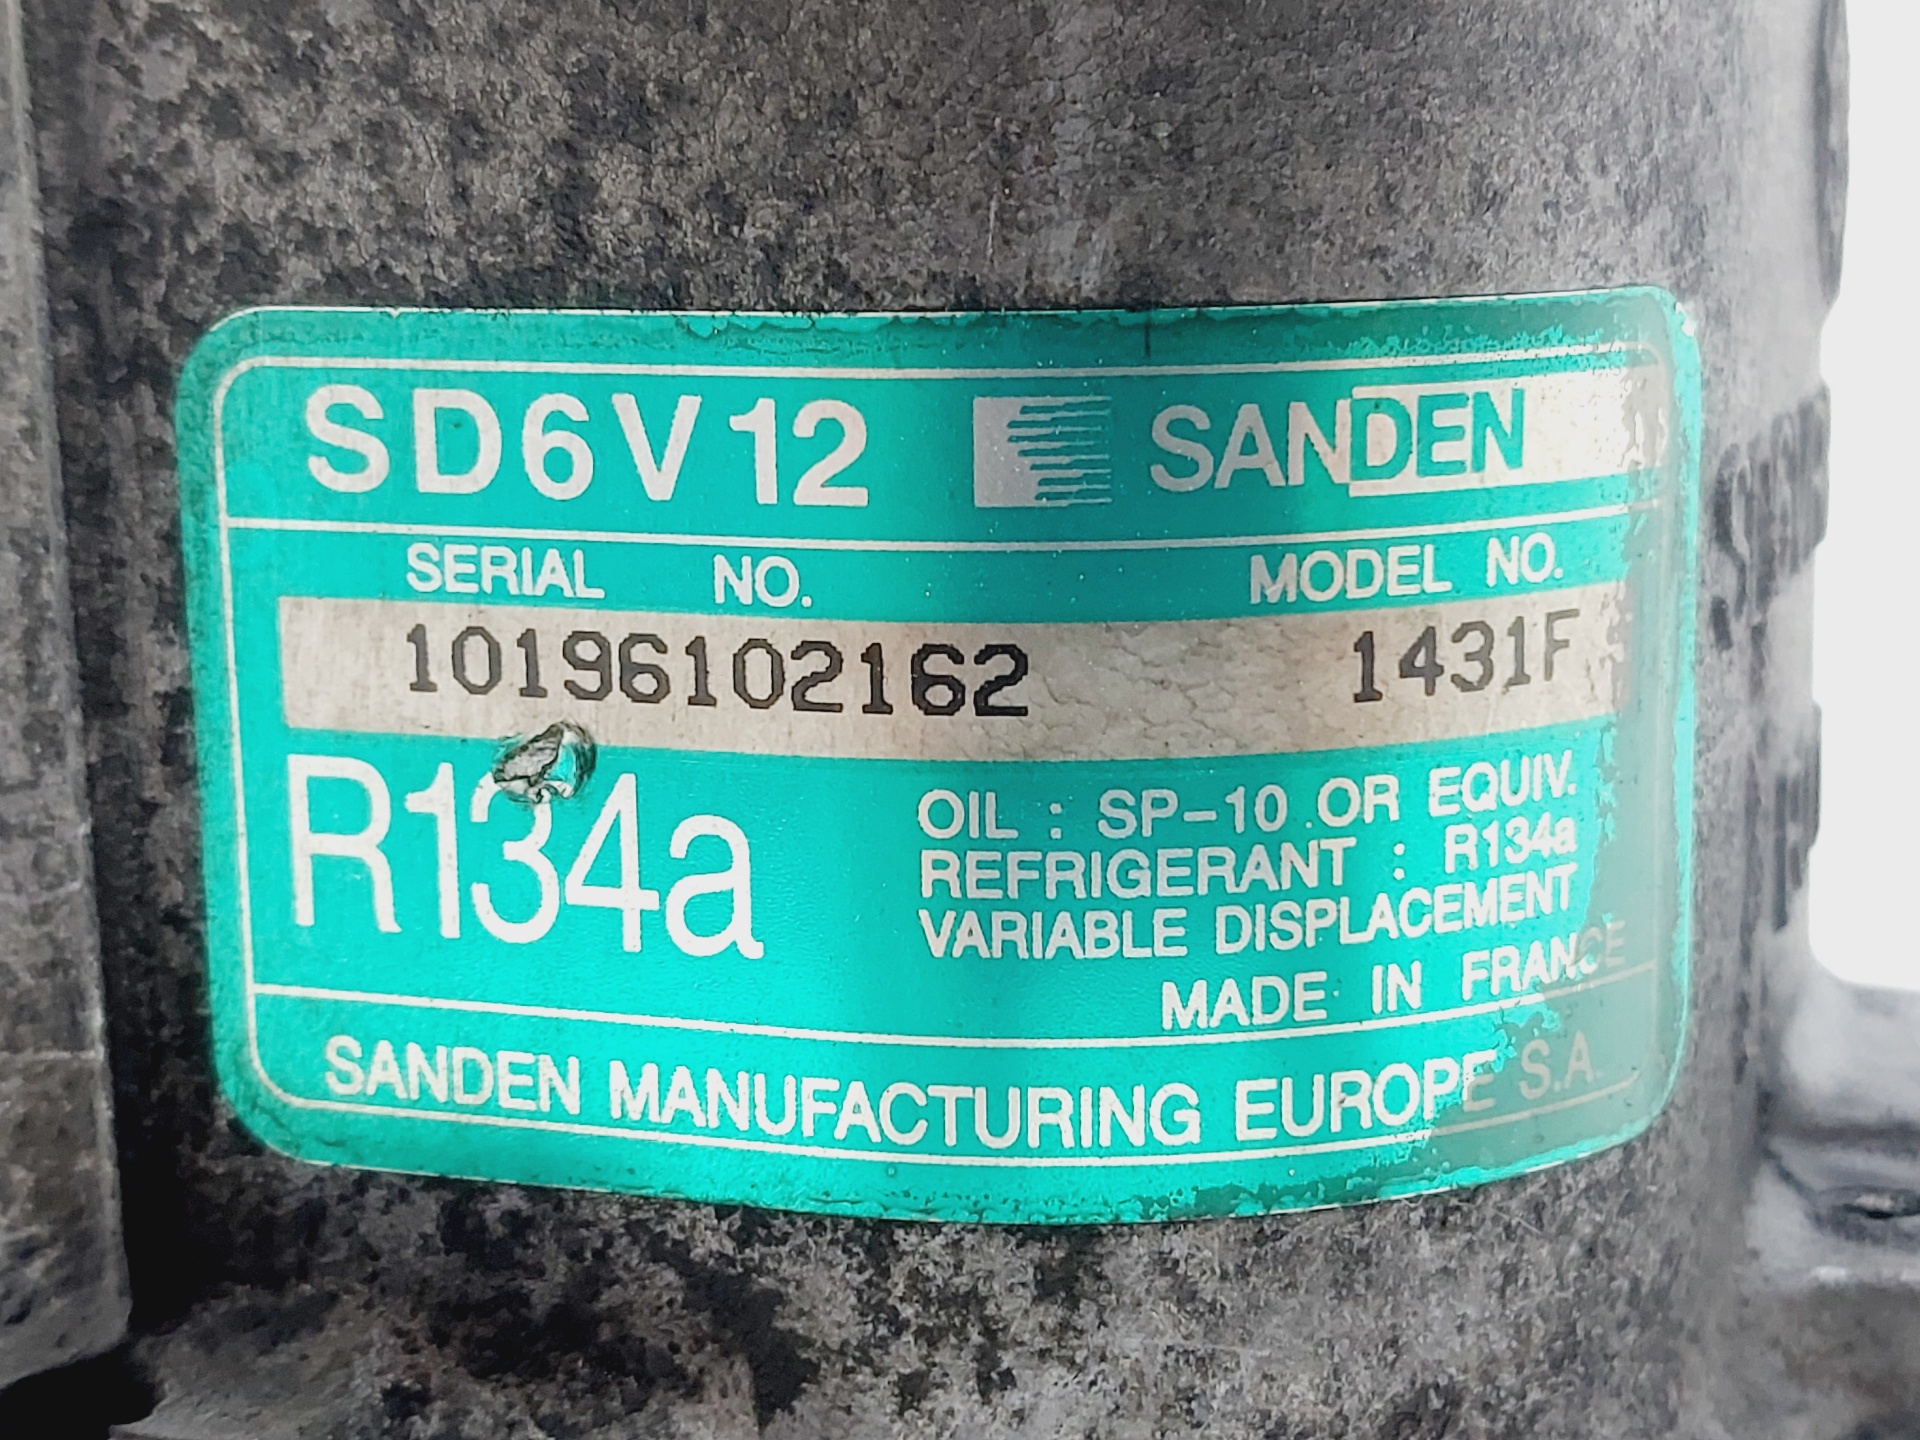 SD6V12 SANDEN
SERIAL NO. MODEL NO.
10196102162 1431F
R134a
OIL : SP-10 OR EQUIV.
REFRIGERANT : R134a
VARIABLE DISPLACEMENT
MADE IN FRANCE
SANDEN MANUFACTURING EUROPE S.A.